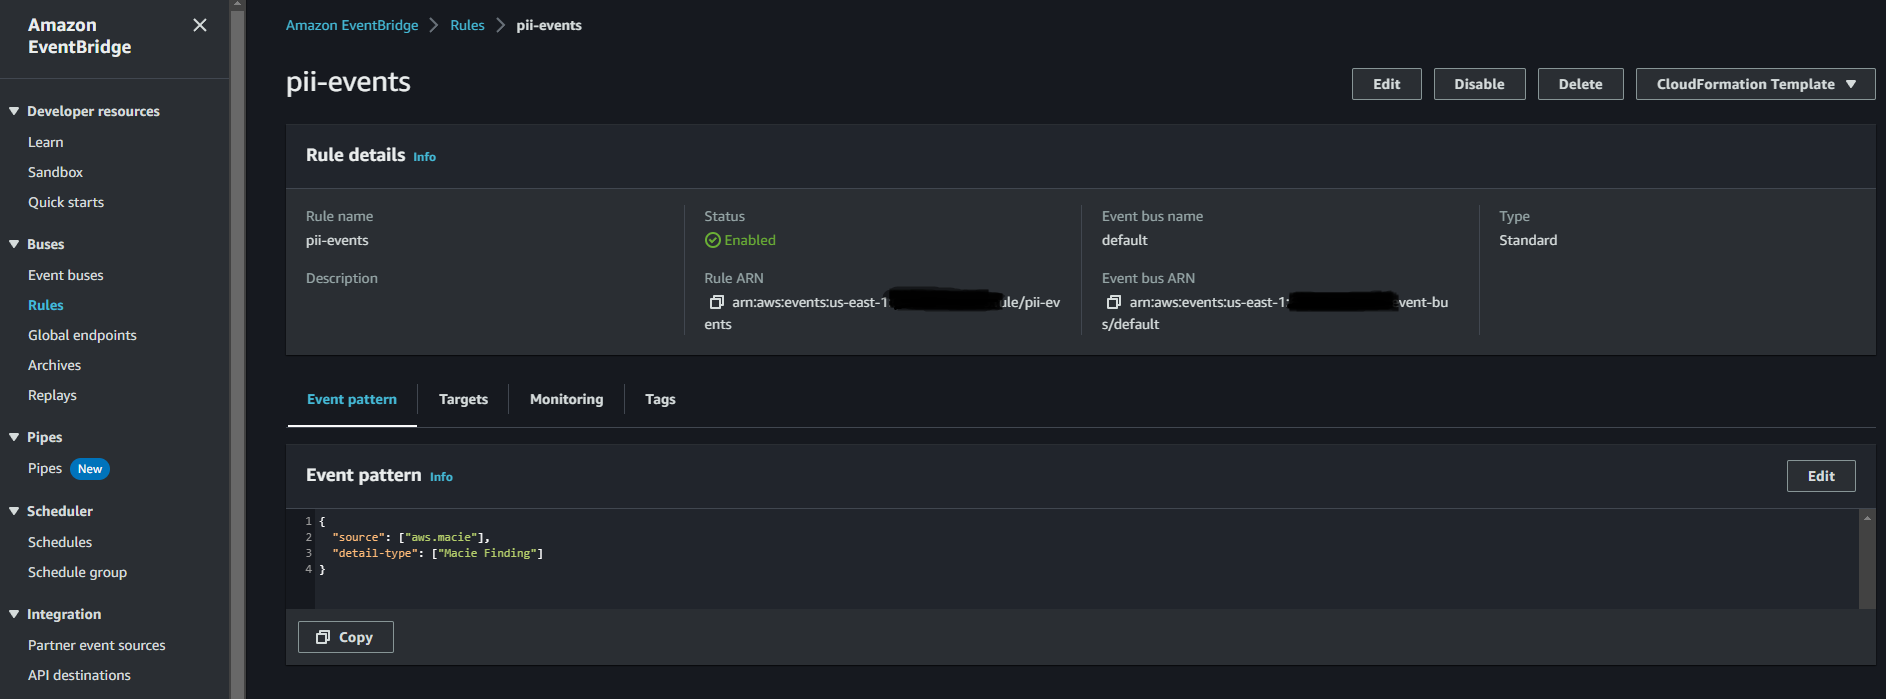 Amazon
EventBridge
Developer resources
Learn
Sandbox
Quick starts
Buses
Event buses
Rules
Global endpoints
Archives
Replays
Pipes
Pipes New
Scheduler
Schedules
Schedule group
Integration
Partner event sources
API destinations
Amazon EventBridge > Rules > pii-events
pii-events
Edit
Disable
Delete
CloudFormation Template
Rule details Info
Rule name
pii-events
Description
Status
Enabled
Rule ARN
arn:aws:events:us-east-1 ule/pii-ev
ents
Event bus name
default
Event bus ARN
arn:aws:events:us-east-1 event-bu
s/default
Type
Standard
Event pattern
Targets
Monitoring
Tags
Event pattern Info
Edit
1 {
2 "source": ["aws.macie"],
3 "detail-type": ["Macie Finding"]
4 }
Copy